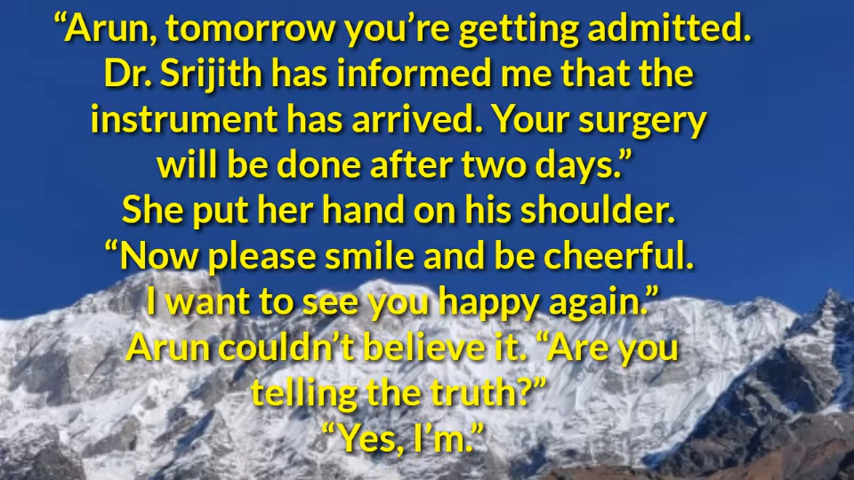 “Arun, tomorrow you’re getting admitted.
Dr. Srijith has informed me that the
instrument has arrived. Your surgery
will be done after two days.”
She put her hand on his shoulder.
“Now please smile and be cheerful.
I want to see you happy again.”
Arun couldn’t believe it. “Are you
telling the truth?”
“Yes, I’m.”